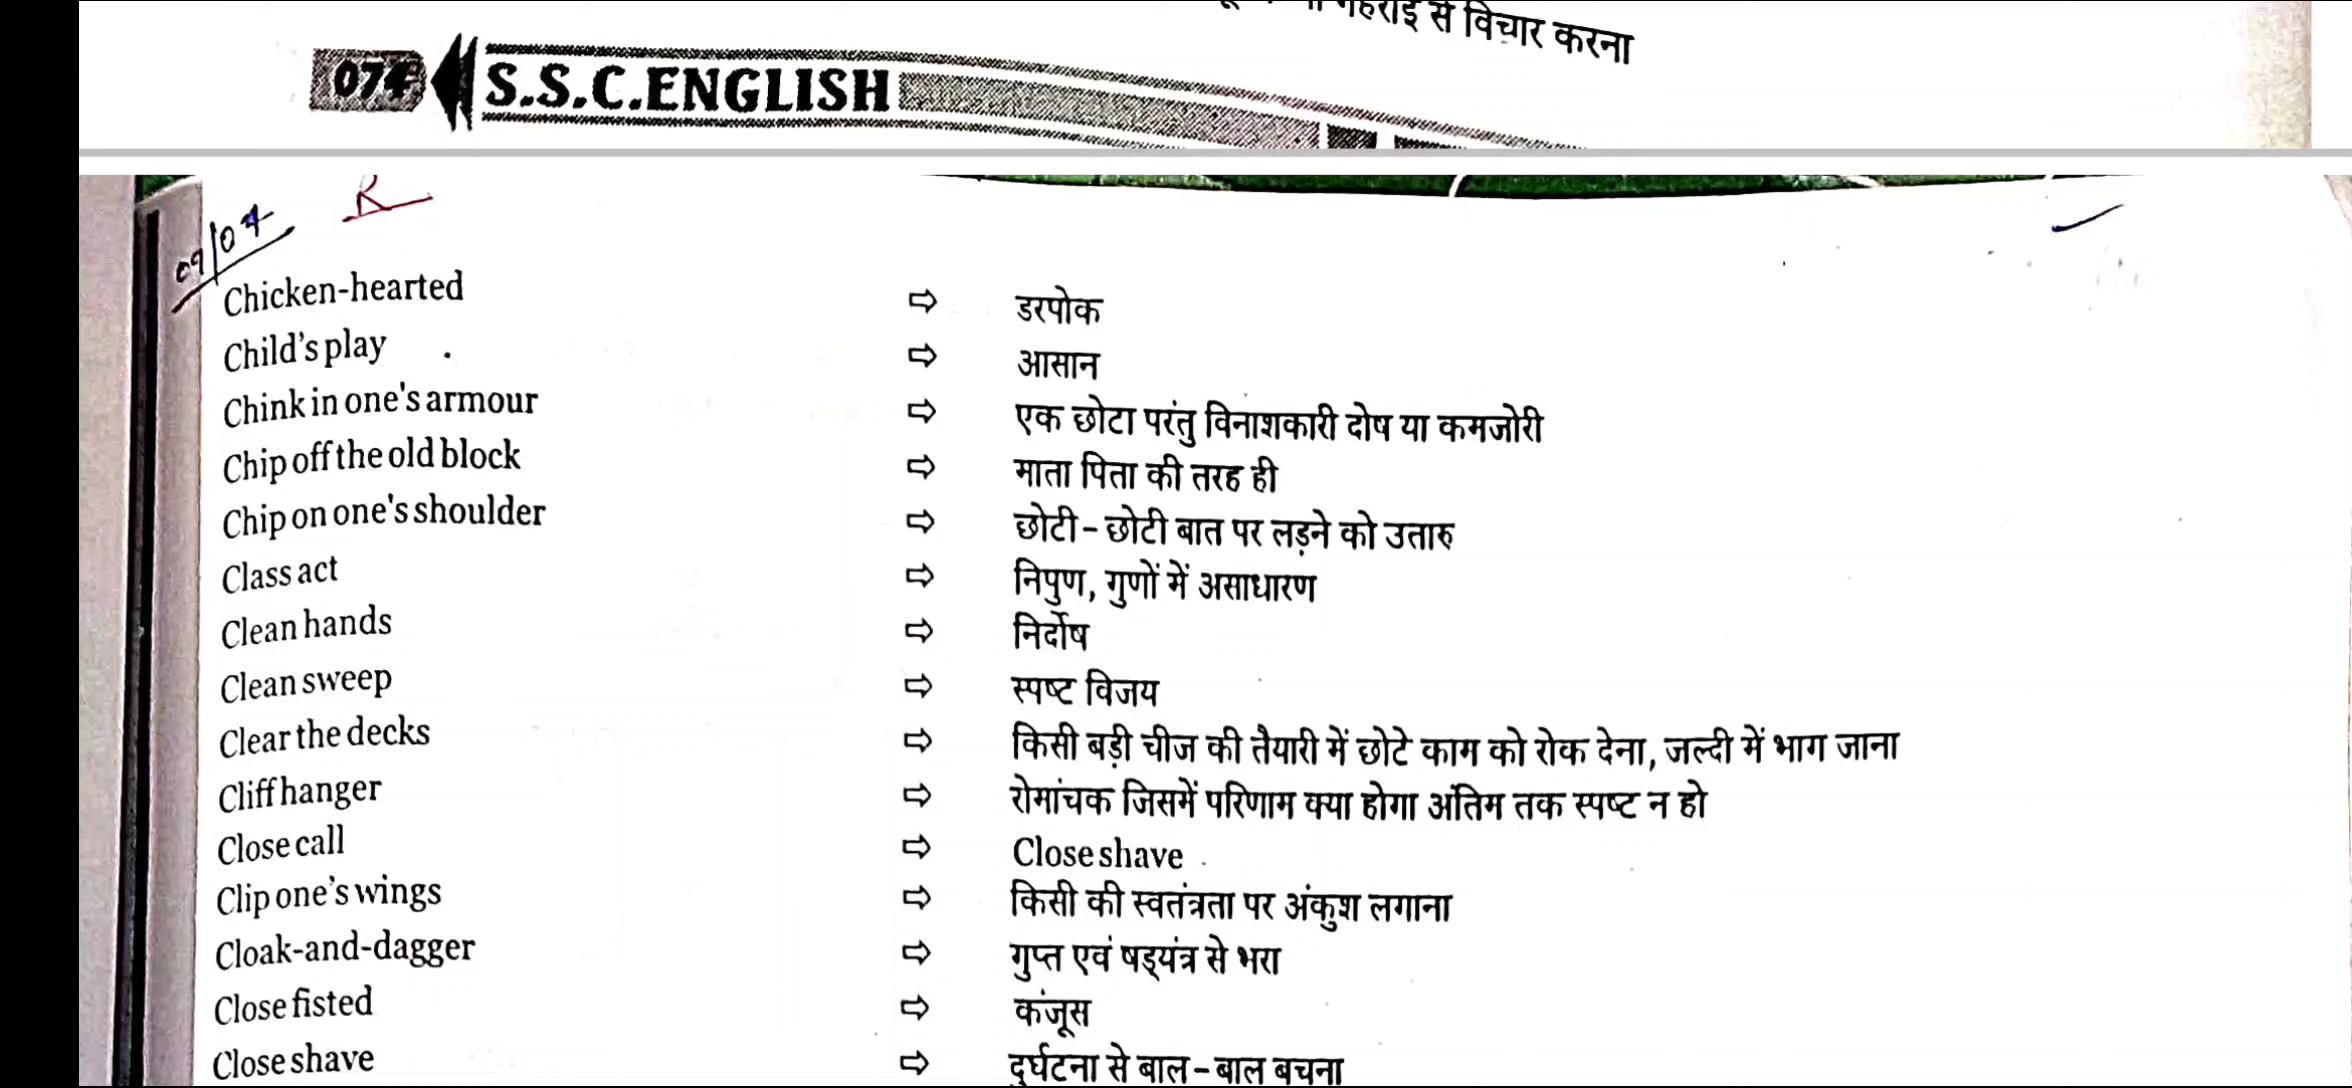 गहराई से विचार करना
074 S.S.C.ENGLISH
09/04 R
Chicken-hearted ⇨ डरपोक
Child's play ⇨ आसान
Chink in one's armour ⇨ एक छोटा परंतु विनाशकारी दोष या कमजोरी
Chip off the old block ⇨ माता पिता की तरह ही
Chip on one's shoulder ⇨ छोटी-छोटी बात पर लड़ने को उतारु
Class act ⇨ निपुण, गुणों में असाधारण
Clean hands ⇨ निर्दोष
Clean sweep ⇨ स्पष्ट विजय
Clear the decks ⇨ किसी बड़ी चीज की तैयारी में छोटे काम को रोक देना, जल्दी में भाग जाना
Cliff hanger ⇨ रोमांचक जिसमें परिणाम क्या होगा अंतिम तक स्पष्ट न हो
Close call ⇨ Close shave
Clip one's wings ⇨ किसी की स्वतंत्रता पर अंकुश लगाना
Cloak-and-dagger ⇨ गुप्त एवं षड्यंत्र से भरा
Close fisted ⇨ कंजूस
Close shave ⇨ दुर्घटना से बाल-बाल बचना